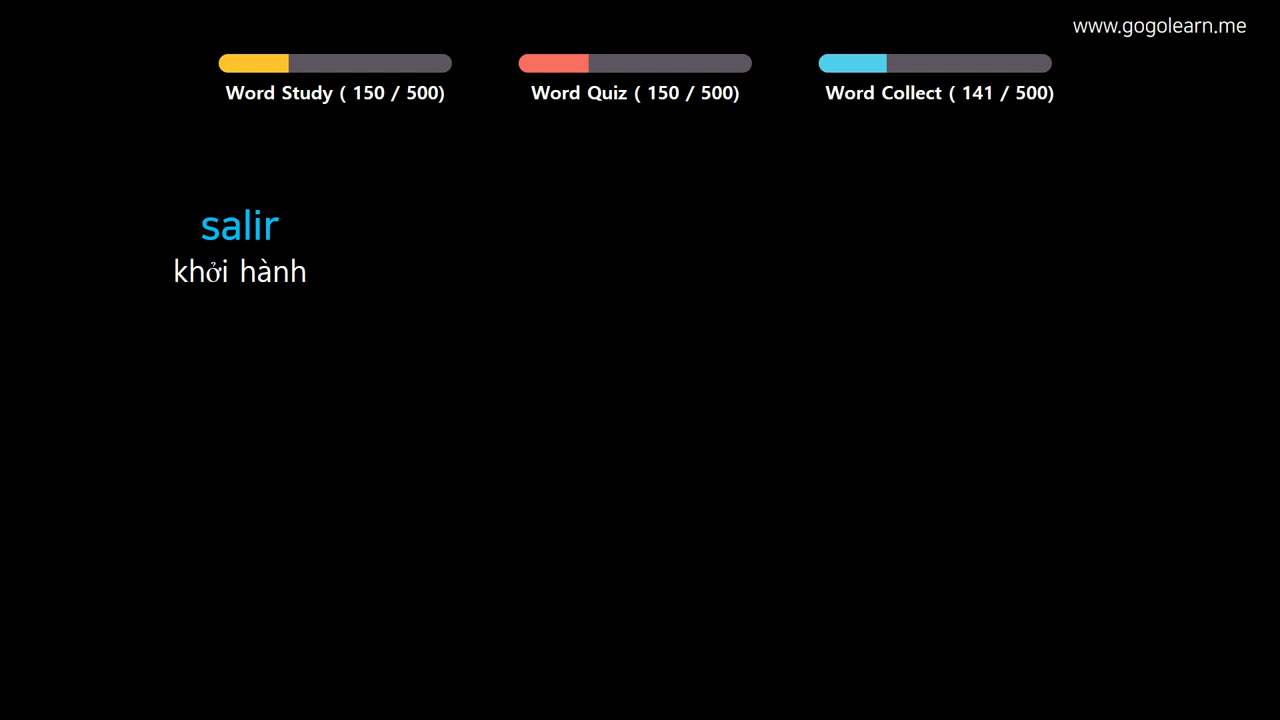 www.gogolearn.me
Word Study ( 150 / 500)
Word Quiz ( 150 / 500)
Word Collect ( 141 / 500)
salir
khởi hành